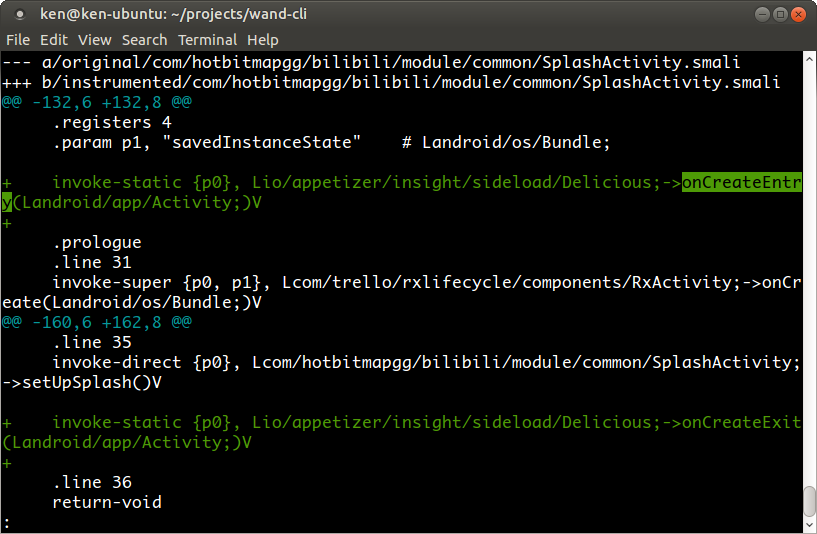 ken@ken-ubuntu: ~/projects/wand-cli
File Edit View Search Terminal Help
--- a/original/com/hotbitmapgg/bilibili/module/common/SplashActivity.smali
+++ b/instrumented/com/hotbitmapgg/bilibili/module/common/SplashActivity.smali
@@ -132,6 +132,8 @@
     .registers 4
     .param p1, "savedInstanceState"    # Landroid/os/Bundle;

+    invoke-static {p0}, Lio/appetizer/insight/sideload/Delicious;->onCreateEntr
y(Landroid/app/Activity;)V
+
     .prologue
     .line 31
     invoke-super {p0, p1}, Lcom/trello/rxlifecycle/components/RxActivity;->onCr
eate(Landroid/os/Bundle;)V
@@ -160,6 +162,8 @@
     .line 35
     invoke-direct {p0}, Lcom/hotbitmapgg/bilibili/module/common/SplashActivity;
->setUpSplash()V

+    invoke-static {p0}, Lio/appetizer/insight/sideload/Delicious;->onCreateExit
(Landroid/app/Activity;)V
+
     .line 36
     return-void
: